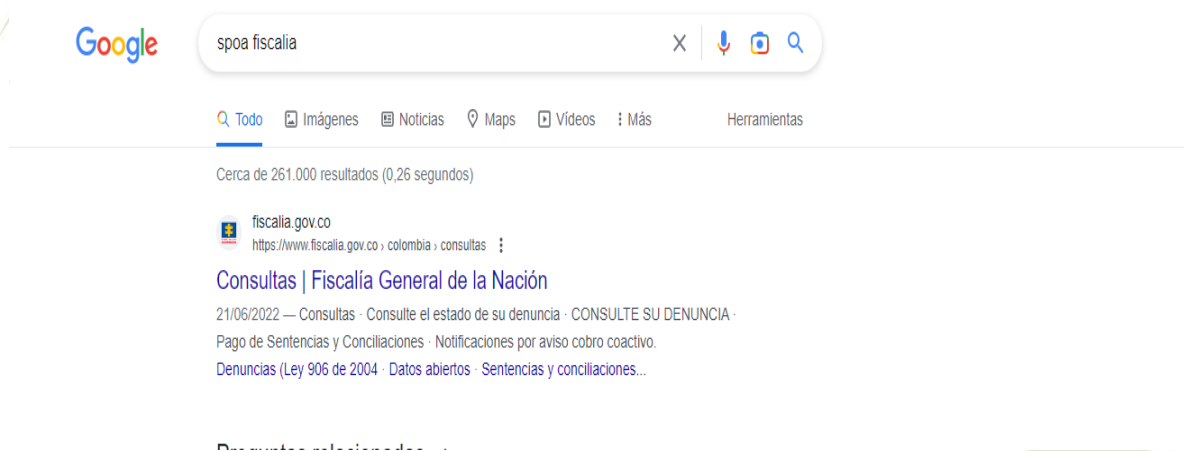 Google
spoa fiscalia
Todo Imágenes Noticias Maps Vídeos Más Herramientas
Cerca de 261.000 resultados (0,26 segundos)
fiscalia.gov.co
https://www.fiscalia.gov.co › colombia › consultas
Consultas | Fiscalía General de la Nación
21/06/2022 — Consultas · Consulte el estado de su denuncia · CONSULTE SU DENUNCIA ·
Pago de Sentencias y Conciliaciones · Notificaciones por aviso cobro coactivo.
Denuncias (Ley 906 de 2004 · Datos abiertos · Sentencias y conciliaciones...
Preguntas relacionadas